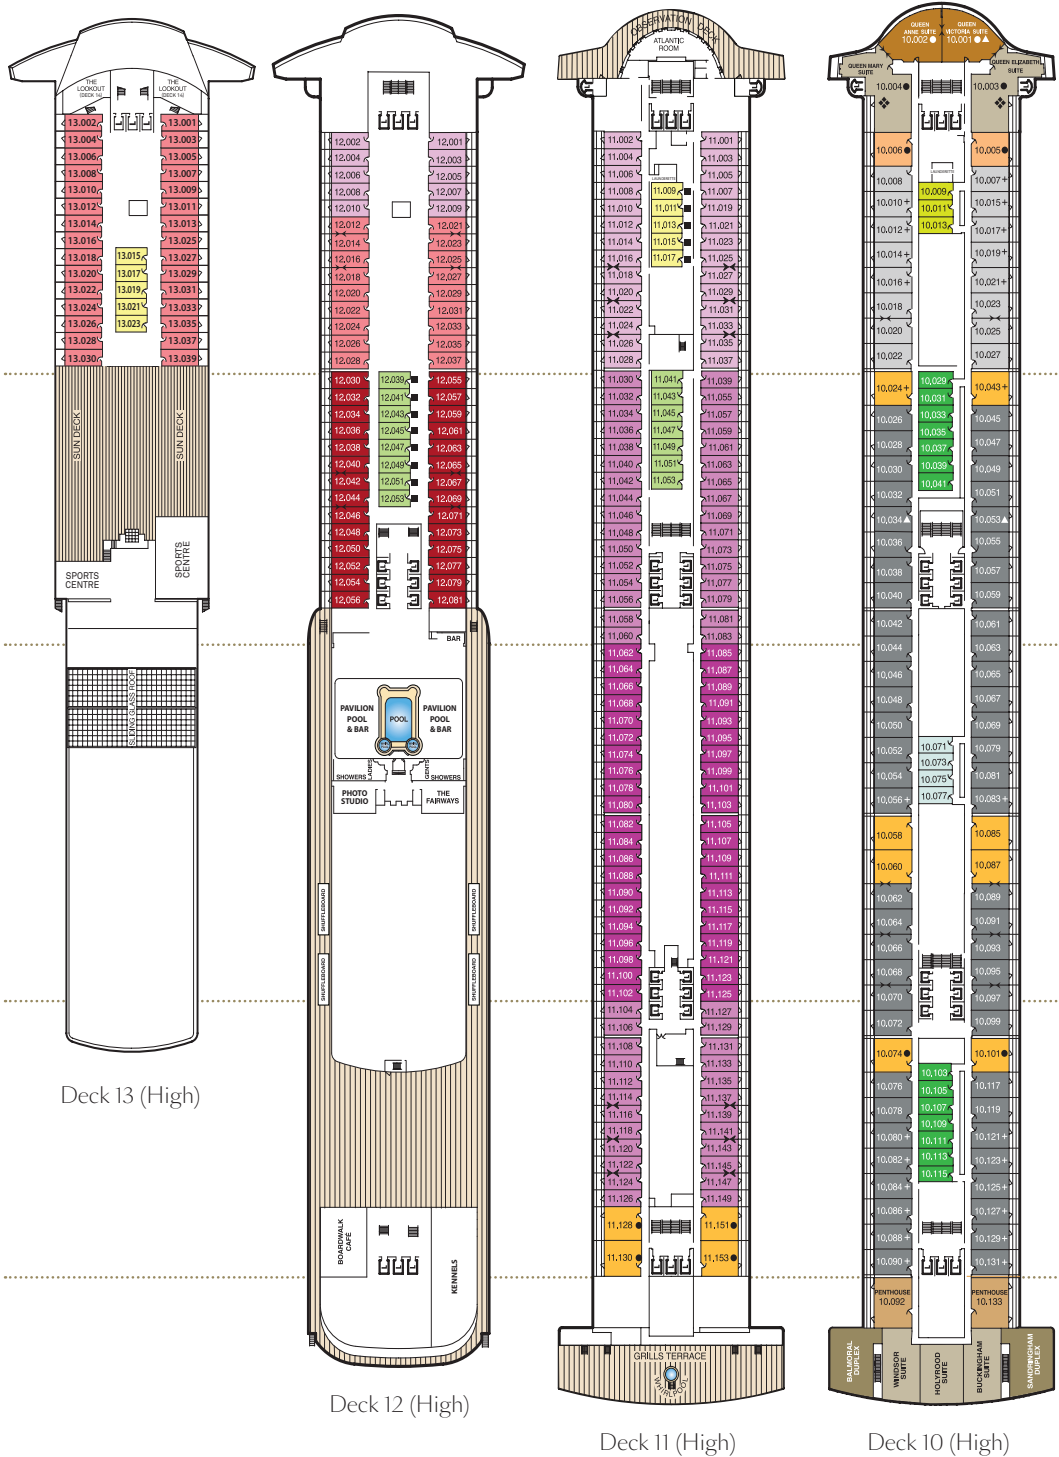 THE
LOOKOUT
(DECK 14)
THE
LOOKOUT
(DECK 14)
13.002 13.001
13.004 13.003
13.006 13.005
13.008 13.007
13.010 13.009
13.012 13.011
13.014 13.013
13.016 13.025
13.018 13.015 13.027
13.020 13.017 13.029
13.022 13.019 13.031
13.024 13.021 13.033
13.026 13.023 13.035
13.028 13.037
13.030 13.039
SUN DECK
SUN DECK
SPORTS
CENTRE
SPORTS
CENTRE
SLIDING GLASS ROOF
Deck 13 (High)
12.002 12.001
12.004 12.003
12.006 12.005
12.008 12.007
12.010 12.009
12.012 12.021
12.014 12.023
12.016 12.025
12.018 12.027
12.020 12.029
12.022 12.031
12.024 12.033
12.026 12.035
12.028 12.037
12.030 12.039 12.055
12.032 12.041 12.057
12.034 12.043 12.059
12.036 12.045 12.061
12.038 12.047 12.063
12.040 12.049 12.065
12.042 12.051 12.067
12.044 12.053 12.069
12.046 12.071
12.048 12.073
12.050 12.075
12.052 12.077
12.054 12.079
12.056 12.081
BAR
PAVILION
POOL
& BAR
POOL
PAVILION
POOL
& BAR
SHOWERS
LADIES
GENTS
SHOWERS
PHOTO
STUDIO
THE
FAIRWAYS
SHUFFLEBOARD
SHUFFLEBOARD
SHUFFLEBOARD
SHUFFLEBOARD
BOARDWALK
CAFÉ
KENNELS
Deck 12 (High)
OBSERVATION DECK
ATLANTIC
ROOM
11.002 11.001
11.004 11.003
11.006 11.005
LAUNDERETTE
11.008 11.009 11.007
11.010 11.011 11.019
11.012 11.013 11.021
11.014 11.015 11.023
11.016 11.017 11.025
11.018 11.027
11.020 11.029
11.022 11.031
11.024 11.033
11.026 11.035
11.028 11.037
11.030 11.041 11.039
11.032 11.043 11.055
11.034 11.045 11.057
11.036 11.047 11.059
11.038 11.049 11.061
11.040 11.051 11.063
11.042 11.053 11.065
11.044 11.067
11.046 11.069
11.048 11.071
11.050 11.073
11.052 11.075
11.054 11.077
11.056 11.079
11.058 11.081
11.060 11.083
11.062 11.085
11.064 11.087
11.066 11.089
11.068 11.091
11.070 11.093
11.072 11.095
11.074 11.097
11.076 11.099
11.078 11.101
11.080 11.103
11.082 11.105
11.084 11.107
11.086 11.109
11.088 11.111
11.090 11.113
11.092 11.115
11.094 11.117
11.096 11.119
11.098 11.121
11.100 11.123
11.102 11.125
11.104 11.127
11.106 11.129
11.108 11.131
11.110 11.133
11.112 11.135
11.114 11.137
11.116 11.139
11.118 11.141
11.120 11.143
11.122 11.145
11.124 11.147
11.126 11.149
11.128 11.151
11.130 11.153
GRILLS TERRACE
WHIRLPOOL
Deck 11 (High)
QUEEN
ANNE SUITE
10.002
QUEEN
VICTORIA SUITE
10.001
QUEEN MARY
SUITE
10.004
QUEEN ELIZABETH
SUITE
10.003
10.006 10.005
LAUNDERETTE
10.008 10.007+
10.010+ 10.009 10.015+
10.012+ 10.011 10.017+
10.014+ 10.013 10.019+
10.016+ 10.021+
10.018 10.023
10.020 10.025
10.022 10.027
10.024+ 10.029 10.043+
10.031
10.026 10.033 10.045
10.028 10.035 10.047
10.037
10.030 10.039 10.049
10.032 10.041 10.051
10.034 10.053
10.036 10.055
10.038 10.057
10.040 10.059
10.042 10.061
10.044 10.063
10.046 10.065
10.048 10.067
10.050 10.069
10.052 10.071 10.079
10.073
10.054 10.075 10.081
10.056+ 10.077 10.083+
10.058 10.085
10.060 10.087
10.062 10.089
10.064 10.091
10.066 10.093
10.068 10.095
10.070 10.097
10.072 10.099
10.074 10.101
10.103
10.076 10.105 10.117
10.078 10.107 10.119
10.109
10.080+ 10.111 10.121+
10.082+ 10.113 10.123+
10.115
10.084+ 10.125+
10.086+ 10.127+
10.088+ 10.129+
10.090+ 10.131+
PENTHOUSE
10.092
PENTHOUSE
10.133
BALMORAL
DUPLEX
WINDSOR
SUITE
HOLYROOD
SUITE
BUCKINGHAM
SUITE
SANDRINGHAM
DUPLEX
Deck 10 (High)